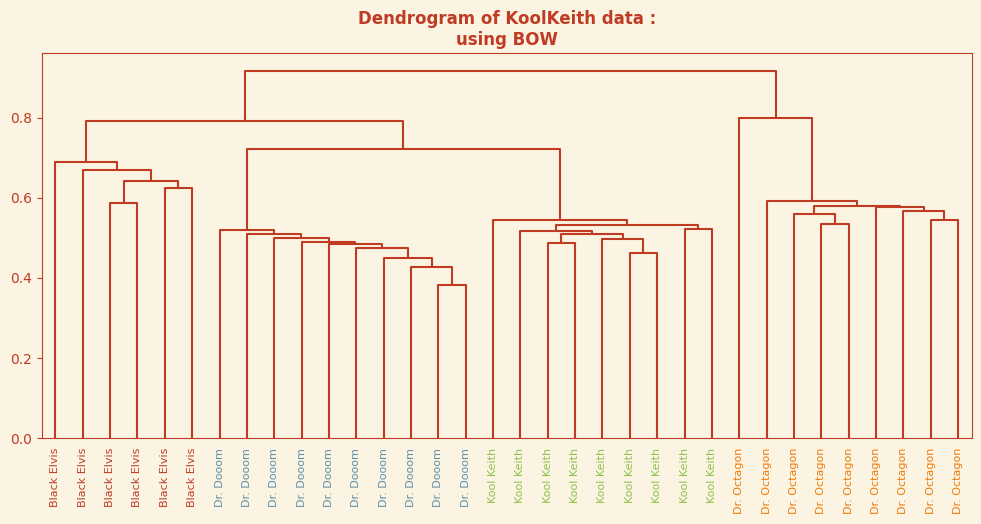 Dendrogram of KoolKeith data :
using BOW
0.8
0.6
0.4
0.2
0.0
Black Elvis
Black Elvis
Black Elvis
Black Elvis
Black Elvis
Black Elvis
Dr. Dooom
Dr. Dooom
Dr. Dooom
Dr. Dooom
Dr. Dooom
Dr. Dooom
Dr. Dooom
Dr. Dooom
Dr. Dooom
Dr. Dooom
Kool Keith
Kool Keith
Kool Keith
Kool Keith
Kool Keith
Kool Keith
Kool Keith
Kool Keith
Kool Keith
Dr. Octagon
Dr. Octagon
Dr. Octagon
Dr. Octagon
Dr. Octagon
Dr. Octagon
Dr. Octagon
Dr. Octagon
Dr. Octagon